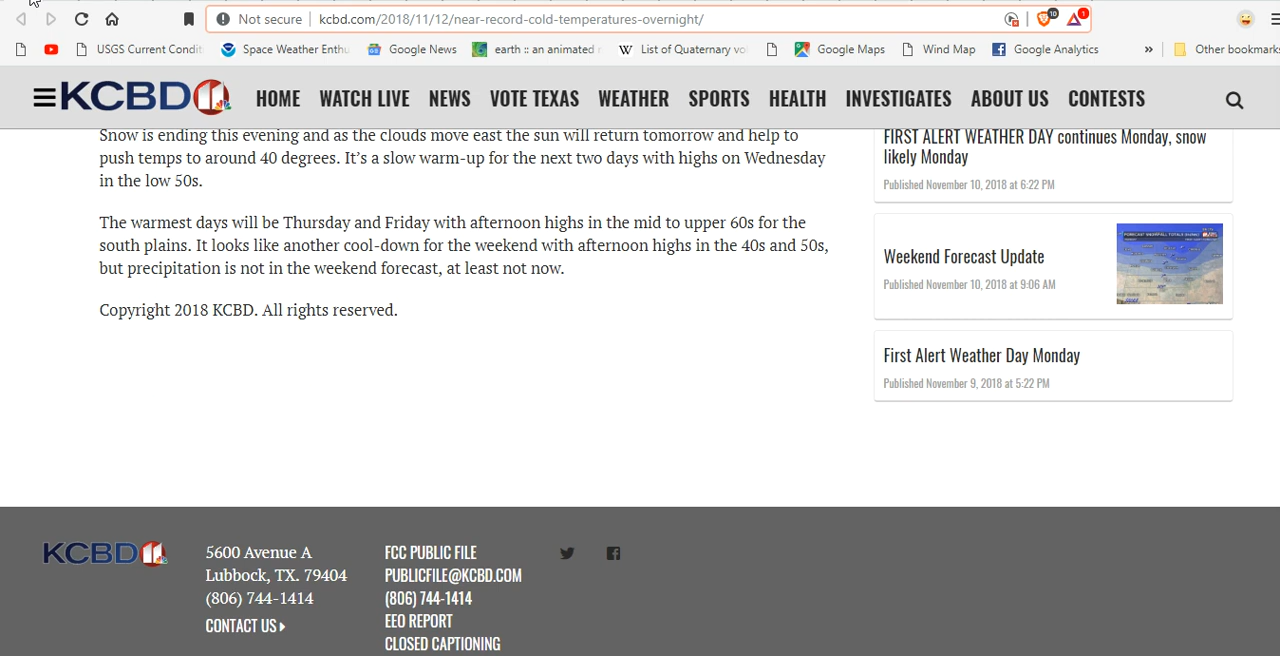 Not secure | kcbd.com/2018/11/12/near-record-cold-temperatures-overnight/
10
1
USGS Current Condit
Space Weather Enthu
Google News
earth :: an animated
W List of Quaternary vo
Google Maps
Wind Map
Google Analytics
»
Other bookmarks
KCBD 11
HOME WATCH LIVE NEWS VOTE TEXAS WEATHER SPORTS HEALTH INVESTIGATES ABOUT US CONTESTS
Snow is ending this evening and as the clouds move east the sun will return tomorrow and help to
push temps to around 40 degrees. It's a slow warm-up for the next two days with highs on Wednesday
in the low 50s.
The warmest days will be Thursday and Friday with afternoon highs in the mid to upper 60s for the
south plains. It looks like another cool-down for the weekend with afternoon highs in the 40s and 50s,
but precipitation is not in the weekend forecast, at least not now.
Copyright 2018 KCBD. All rights reserved.
FIRST ALERT WEATHER DAY continues Monday, snow
likely Monday
Published November 10, 2018 at 6:22 PM
Weekend Forecast Update
Published November 10, 2018 at 9:06 AM
First Alert Weather Day Monday
Published November 9, 2018 at 5:22 PM
KCBD 11
5600 Avenue A
Lubbock, TX. 79404
(806) 744-1414
CONTACT US
FCC PUBLIC FILE
PUBLICFILE@KCBD.COM
(806) 744-1414
EEO REPORT
CLOSED CAPTIONING